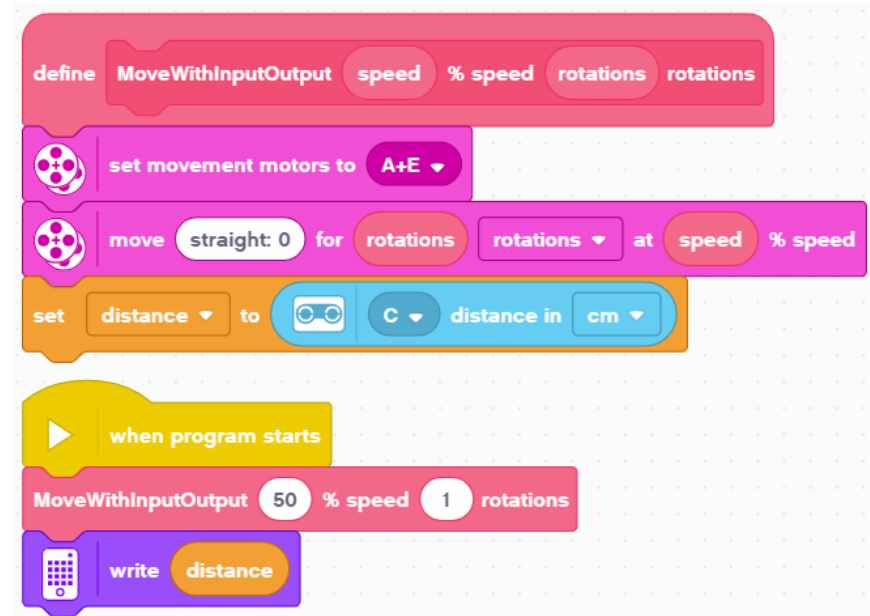 define MoveWithInputOutput speed % speed rotations rotations
set movement motors to A+E
move straight: 0 for rotations rotations at speed % speed
set distance to C distance in cm
when program starts
MoveWithInputOutput 50 % speed 1 rotations
write distance